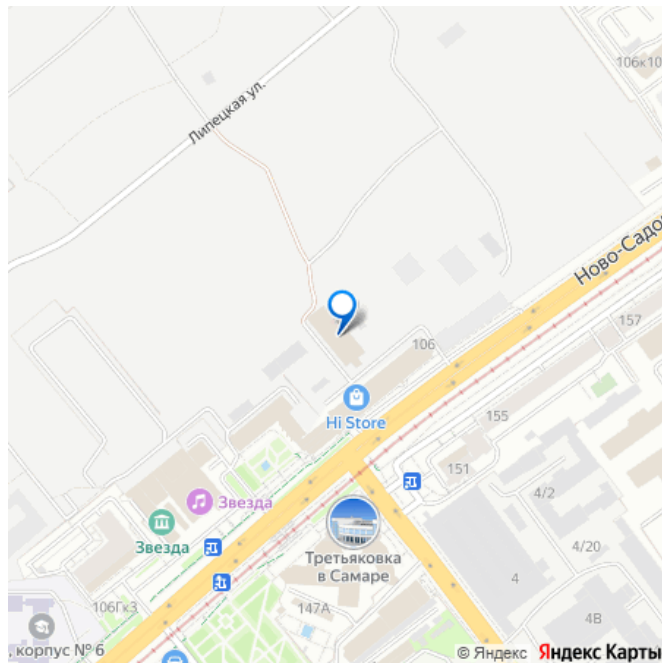 106к10
Липецкая ул.
Ново-Садо
157
106
Hi Store
155
151
4/2
Звезда
Звезда
4/20
Третьяковка
в Самаре
4
106Гк3
147А
4В
, корпус № 6
© Яндекс Яндекс Карты